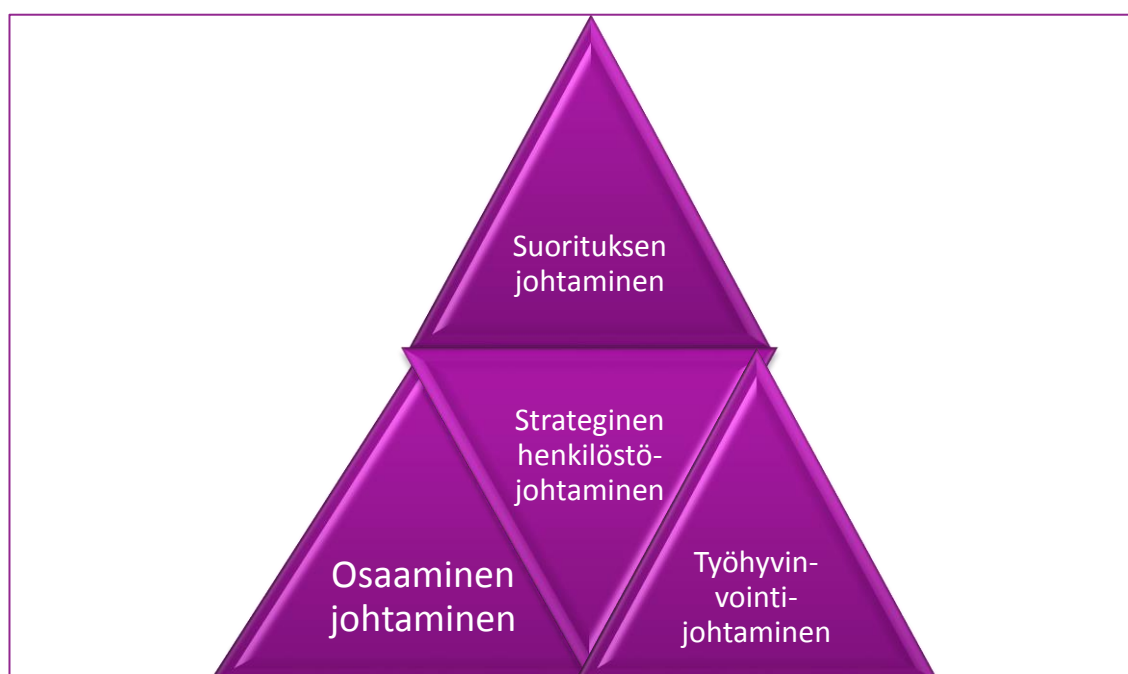 Suorituksen
johtaminen
Strateginen
henkilöstö-
johtaminen
Osaaminen
johtaminen
Työhyvin-
vointi-
johtaminen